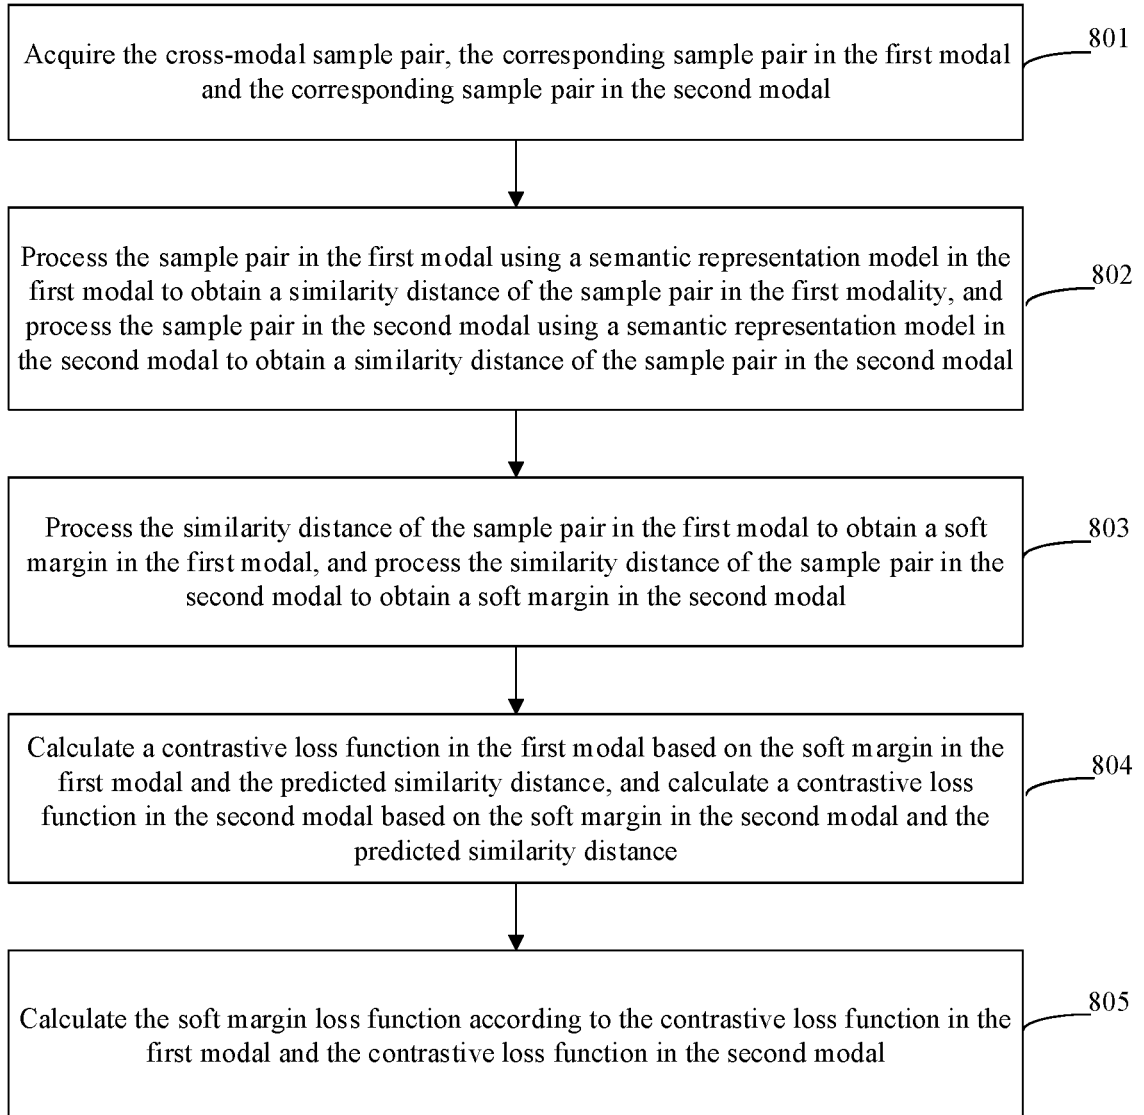 Acquire the cross-modal sample pair, the corresponding sample pair in the first modal
and the corresponding sample pair in the second modal
801
Process the sample pair in the first modal using a semantic representation model in the
first modal to obtain a similarity distance of the sample pair in the first modality, and
process the sample pair in the second modal using a semantic representation model in
the second modal to obtain a similarity distance of the sample pair in the second modal
802
Process the similarity distance of the sample pair in the first modal to obtain a soft
margin in the first modal, and process the similarity distance of the sample pair in the
second modal to obtain a soft margin in the second modal
803
Calculate a contrastive loss function in the first modal based on the soft margin in the
first modal and the predicted similarity distance, and calculate a contrastive loss
function in the second modal based on the soft margin in the second modal and the
predicted similarity distance
804
Calculate the soft margin loss function according to the contrastive loss function in the
first modal and the contrastive loss function in the second modal
805